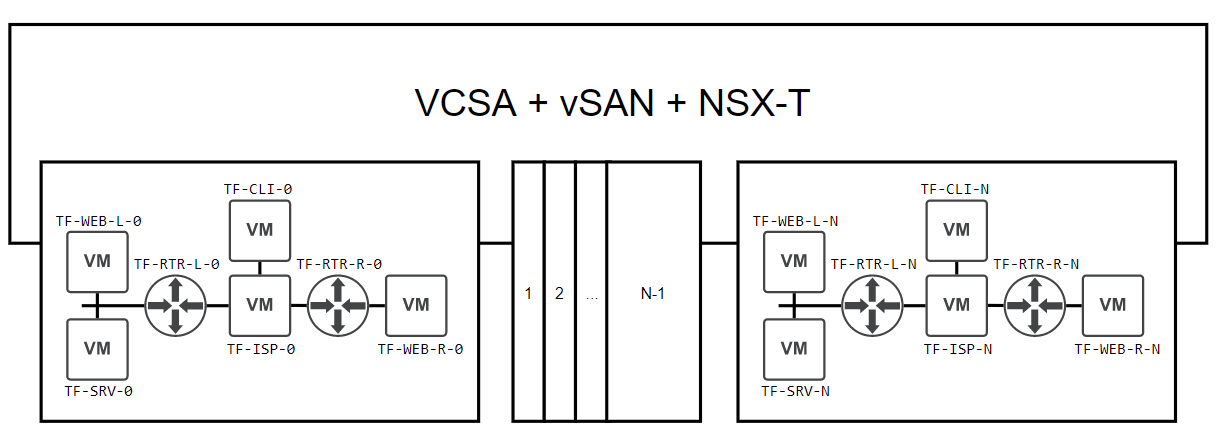 VCSA + vSAN + NSX-T
TF-CLI-0
TF-WEB-L-0
VM
VM
TF-RTR-L-0
TF-RTR-R-0
VM
VM
VM
TF-ISP-0
TF-WEB-R-0
TF-SRV-0
1
2
...
N-1
TF-CLI-N
TF-WEB-L-N
VM
VM
TF-RTR-L-N
TF-RTR-R-N
VM
VM
VM
TF-ISP-N
TF-WEB-R-N
TF-SRV-N